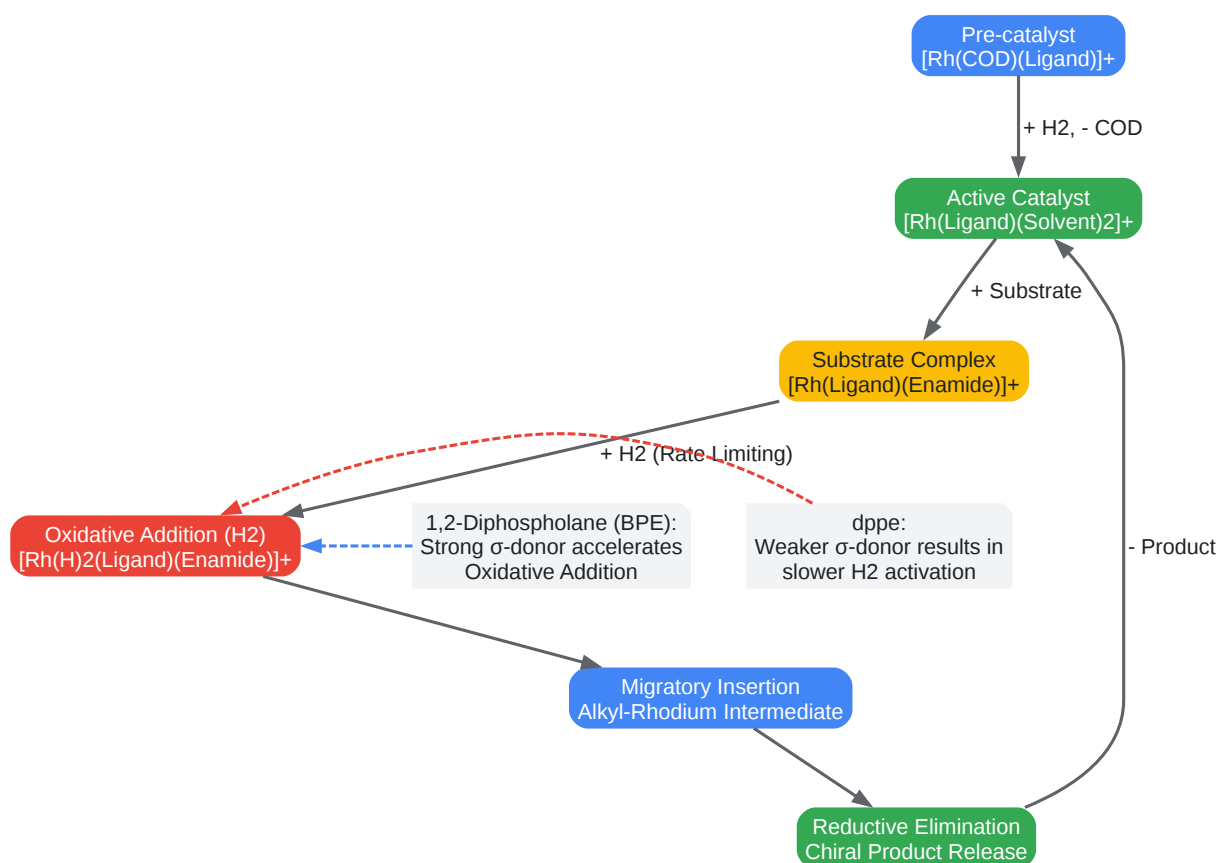 Pre-catalyst
[Rh(COD)(Ligand)]+
+ H2, - COD
Active Catalyst
[Rh(Ligand)(Solvent)2]+
+ Substrate
Substrate Complex
[Rh(Ligand)(Enamide)]+
+ H2 (Rate Limiting)
Oxidative Addition (H2)
[Rh(H)2(Ligand)(Enamide)]+
1,2-Diphospholane (BPE):
Strong σ-donor accelerates
Oxidative Addition
dppe:
Weaker σ-donor results in
slower H2 activation
- Product
Migratory Insertion
Alkyl-Rhodium Intermediate
Reductive Elimination
Chiral Product Release